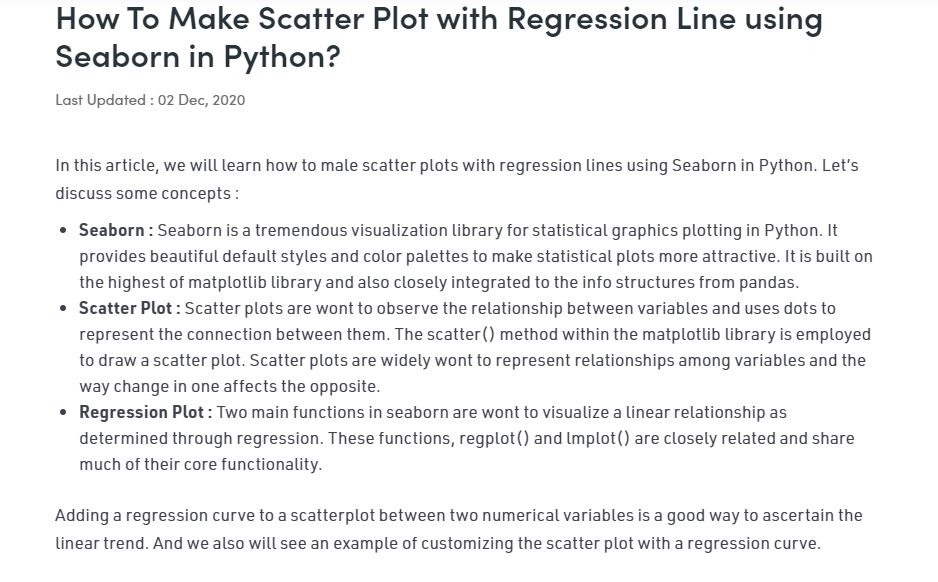 How To Make Scatter Plot with Regression Line using
Seaborn in Python?
Last Updated : 02 Dec, 2020
In this article, we will learn how to male scatter plots with regression lines using Seaborn in Python. Let's
discuss some concepts :
• Seaborn : Seaborn is a tremendous visualization library for statistical graphics plotting in Python. It
provides beautiful default styles and color palettes to make statistical plots more attractive. It is built on
the highest of matplotlib library and also closely integrated to the info structures from pandas.
• Scatter Plot : Scatter plots are wont to observe the relationship between variables and uses dots to
represent the connection between them. The scatter() method within the matplotlib library is employed
to draw a scatter plot. Scatter plots are widely wont to represent relationships among variables and the
way change in one affects the opposite.
• Regression Plot : Two main functions in seaborn are wont to visualize a linear relationship as
determined through regression. These functions, regplot() and lmplot() are closely related and share
much of their core functionality.
Adding a regression curve to a scatterplot between two numerical variables is a good way to ascertain the
linear trend. And we also will see an example of customizing the scatter plot with a regression curve.